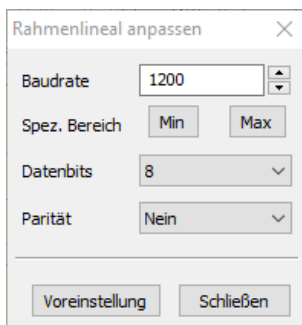 Rahmenlineal anpassen
Baudrate 1200
Spez. Bereich Min Max
Datenbits 8
Parität Nein
Voreinstellung Schließen